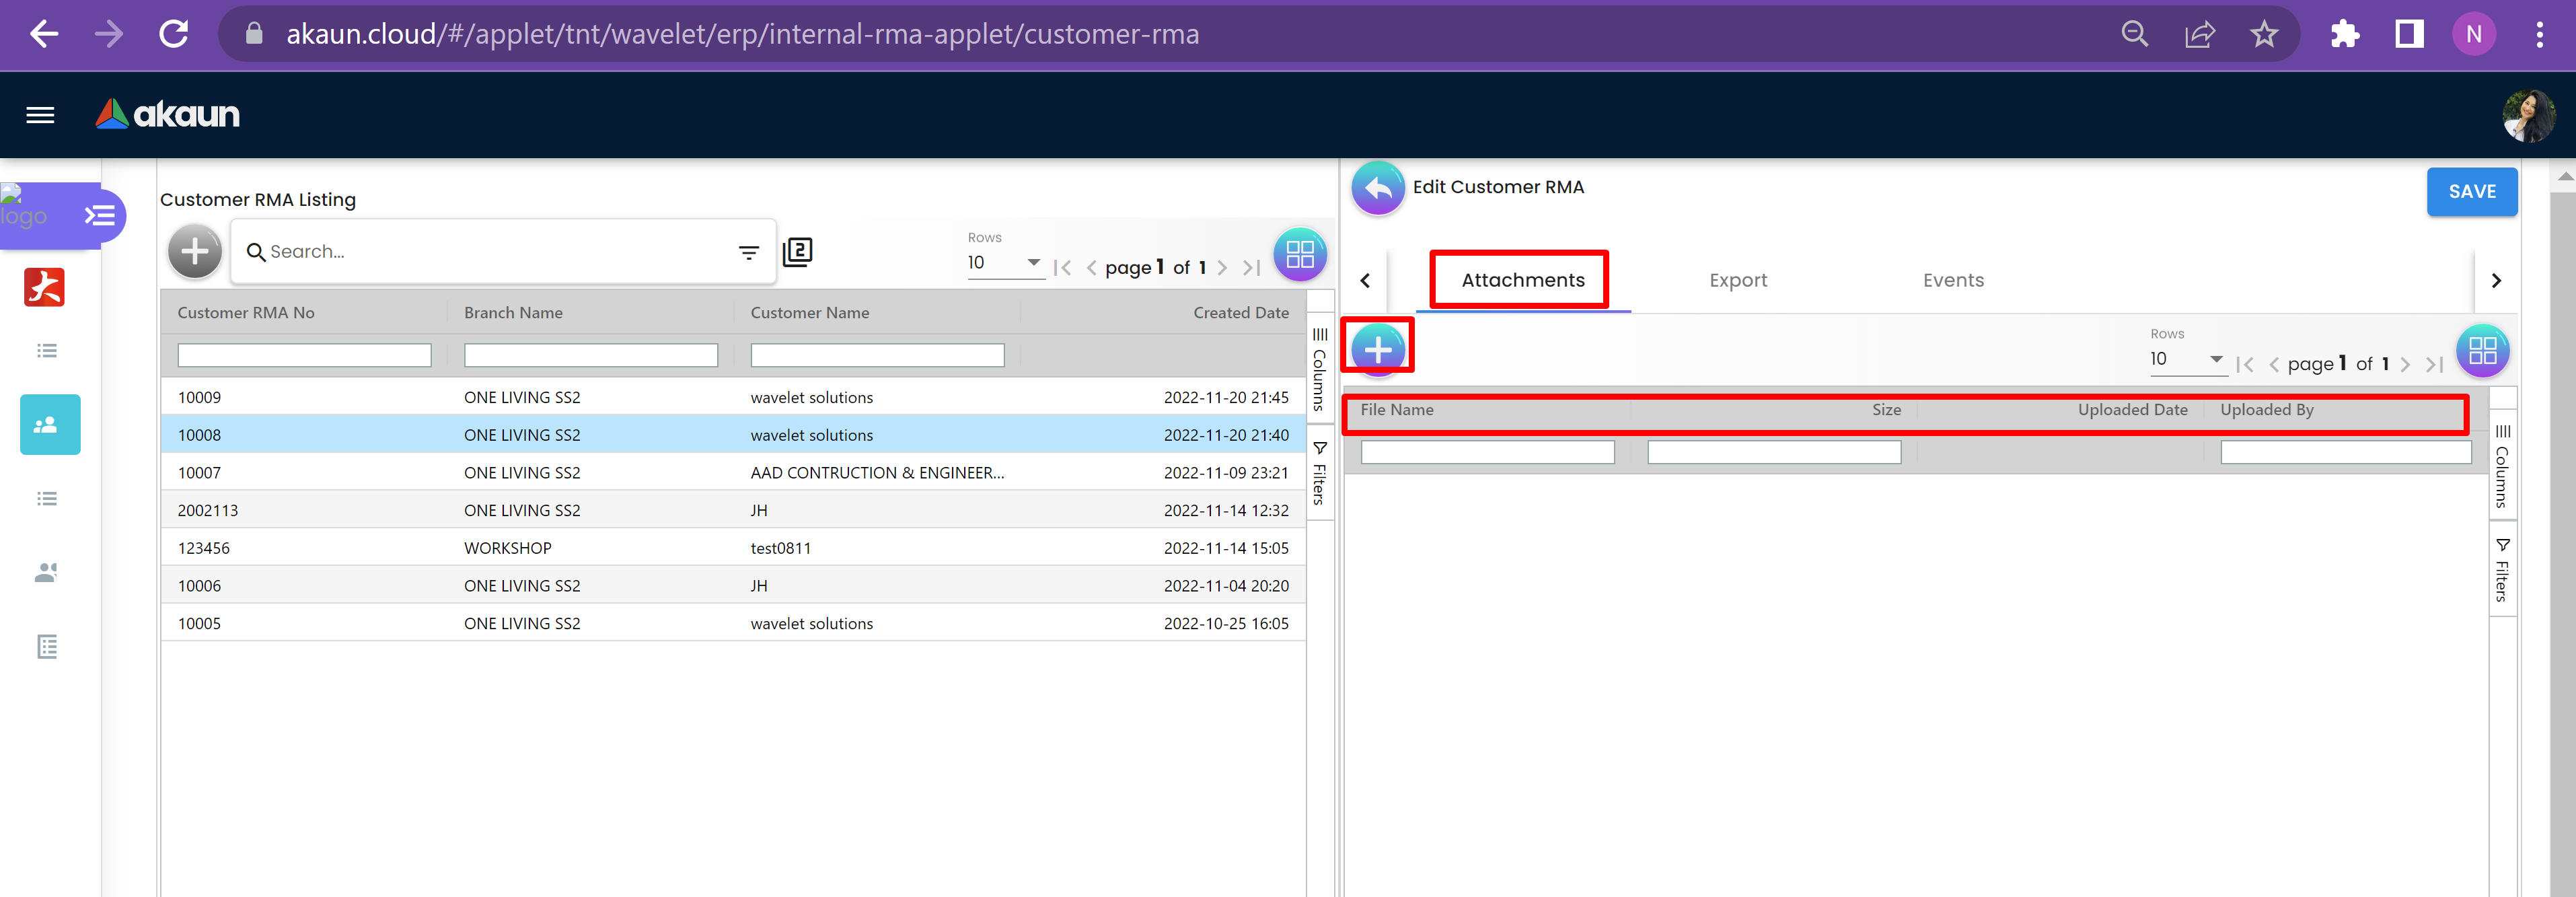 akaun.cloud/#/applet/tnt/wavelet/erp/internal-rma-applet/customer-rma
N
akaun
logo
Customer RMA Listing
Search...
2
Rows
10
page 1 of 1
Customer RMA No Branch Name Customer Name Created Date
10009 ONE LIVING SS2 wavelet solutions 2022-11-20 21:45
10008 ONE LIVING SS2 wavelet solutions 2022-11-20 21:40
10007 ONE LIVING SS2 AAD CONTRUCTION & ENGINEER... 2022-11-09 23:21
2002113 ONE LIVING SS2 JH 2022-11-14 12:32
123456 WORKSHOP test0811 2022-11-14 15:05
10006 ONE LIVING SS2 JH 2022-11-04 20:20
10005 ONE LIVING SS2 wavelet solutions 2022-10-25 16:05
Columns
Filters
Edit Customer RMA
SAVE
Attachments Export Events
Rows
10
page 1 of 1
File Name Size Uploaded Date Uploaded By
Columns
Filters